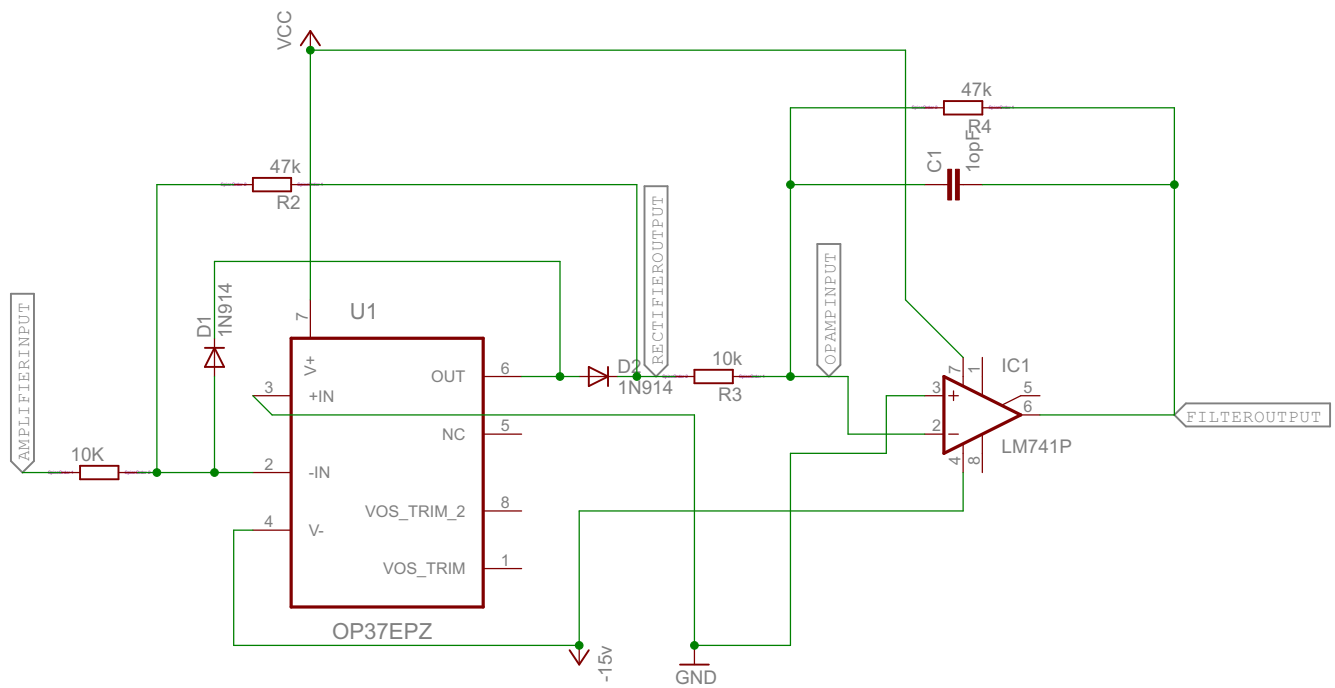 VCC
47k
R4
C1
1opF
47k
R2
RECTIFIEROUTPUT
OPAMPINPUT
AMPLIFIERINPUT
D1
1N914
7
U1
V+
3
+IN
OUT
6
D2
1N914
10k
R3
7
1
IC1
3
5
6
2
LM741P
4
8
FILTEROUTPUT
NC
5
10K
2
-IN
VOS_TRIM_2
8
4
V-
VOS_TRIM
1
OP37EPZ
-15v
GND